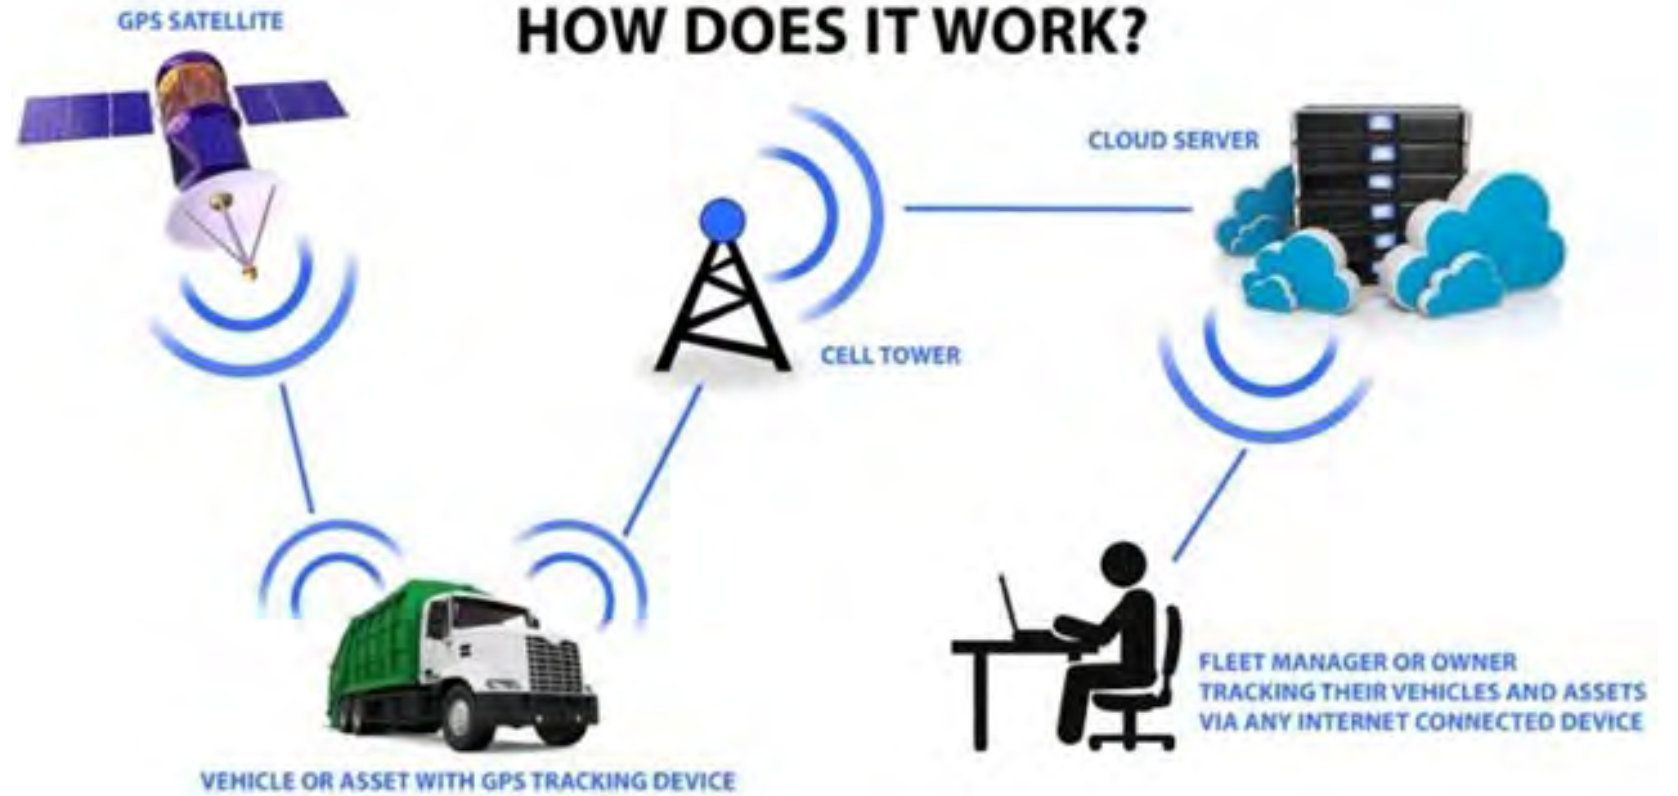 HOW DOES IT WORK?
GPS SATELLITE
CLOUD SERVER
CELL TOWER
FLEET MANAGER OR OWNER
TRACKING THEIR VEHICLES AND ASSETS
VIA ANY INTERNET CONNECTED DEVICE
VEHICLE OR ASSET WITH GPS TRACKING DEVICE